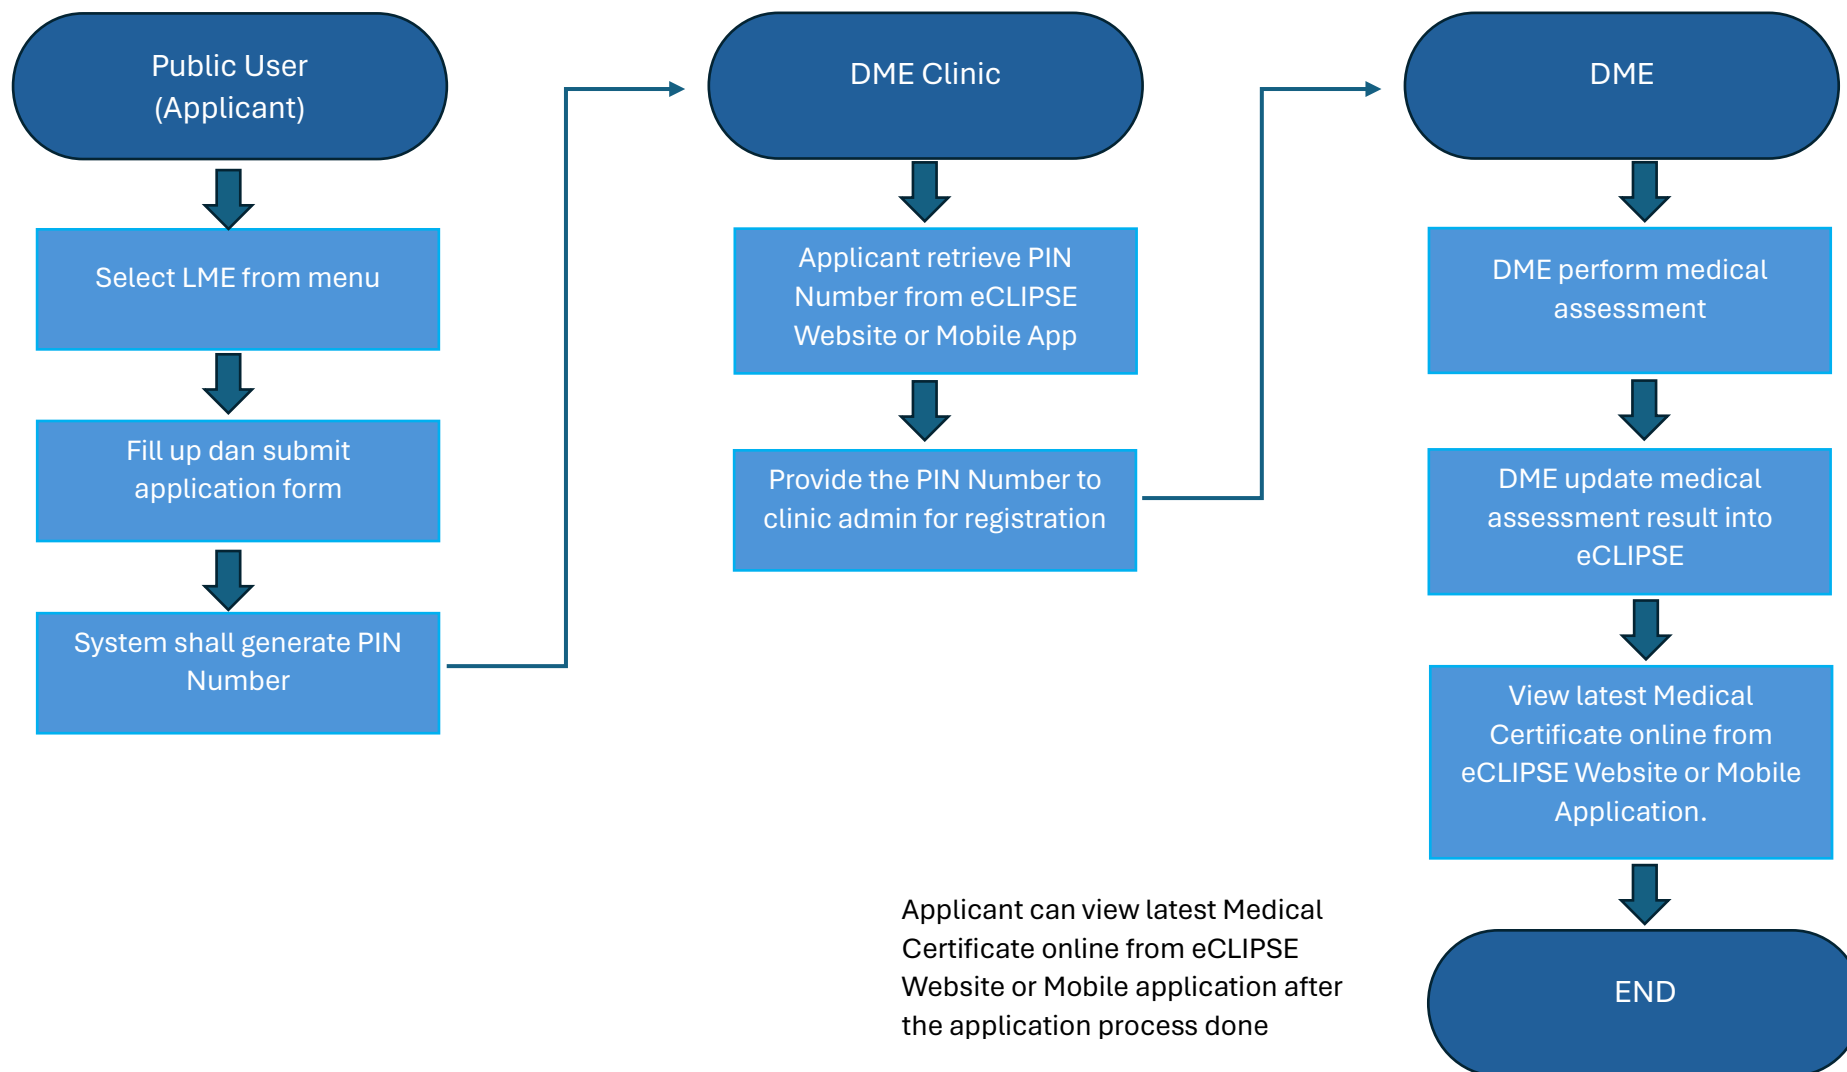 Public User
(Applicant)
Select LME from menu
Fill up dan submit
application form
System shall generate PIN
Number
DME Clinic
Applicant retrieve PIN
Number from eCLIPSE
Website or Mobile App
Provide the PIN Number to
clinic admin for registration
DME
DME perform medical
assessment
DME update medical
assessment result into
eCLIPSE
View latest Medical
Certificate online from
eCLIPSE Website or Mobile
Application.
END
Applicant can view latest Medical
Certificate online from eCLIPSE
Website or Mobile application after
the application process done